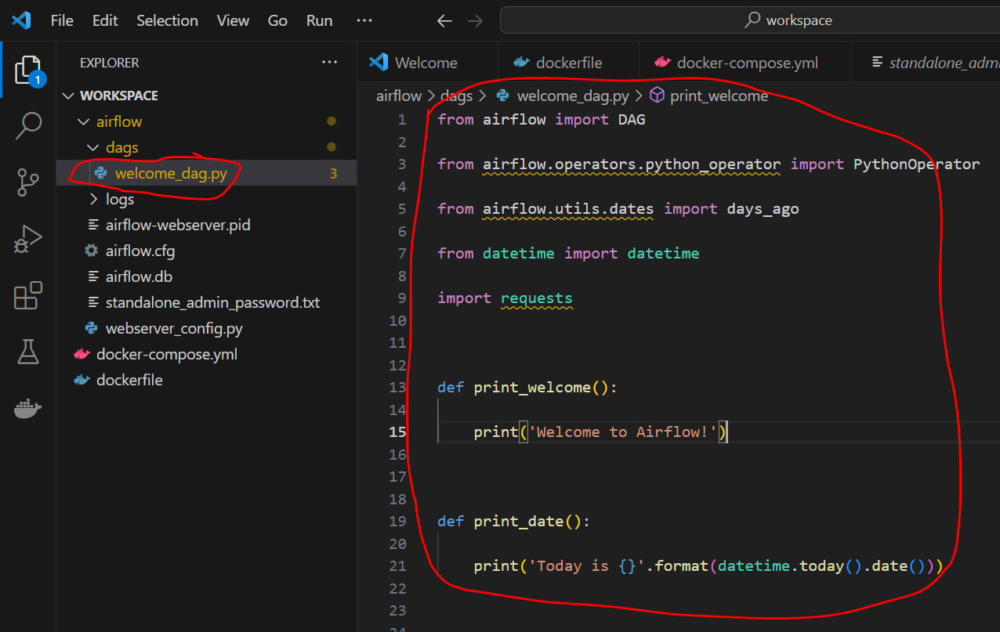 File Edit Selection View Go Run ··· workspace
EXPLORER ···
WORKSPACE
airflow
dags
welcome_dag.py 3
logs
airflow-webserver.pid
airflow.cfg
airflow.db
standalone_admin_password.txt
webserver_config.py
docker-compose.yml
dockerfile
1
Welcome dockerfile docker-compose.yml standalone_admi
airflow > dags > welcome_dag.py > print_welcome
1 from airflow import DAG
2
3 from airflow.operators.python_operator import PythonOperator
4
5 from airflow.utils.dates import days_ago
6
7 from datetime import datetime
8
9 import requests
10
11
12
13 def print_welcome():
14
15 print('Welcome to Airflow!')
16
17
18
19 def print_date():
20
21 print('Today is {}'.format(datetime.today().date()))
22
23
24